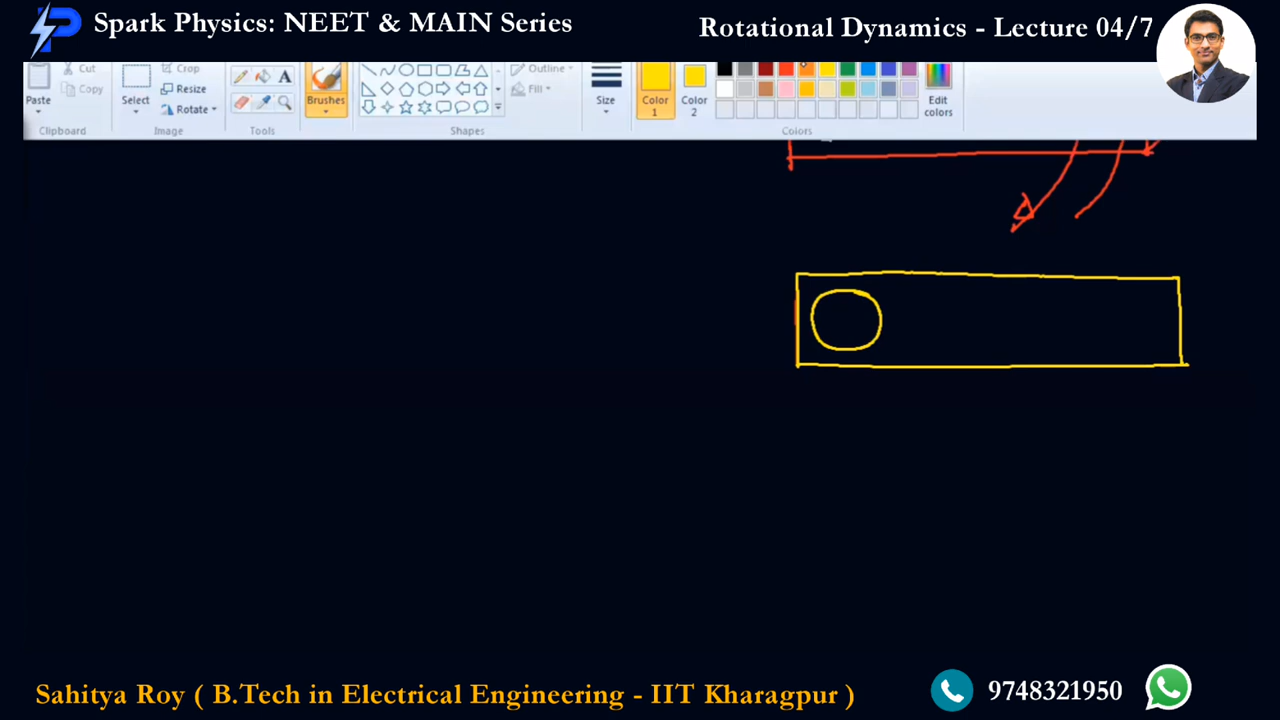 Spark Physics: NEET & MAIN Series
Rotational Dynamics - Lecture 04/7
Paste
Cut
Copy
Clipboard
Select
Crop
Resize
Rotate
Image
A
Tools
Brushes
Shapes
Outline
Fill
Size
Color 1
Color 2
Colors
Edit colors
Sahitya Roy ( B.Tech in Electrical Engineering - IIT Kharagpur )
9748321950